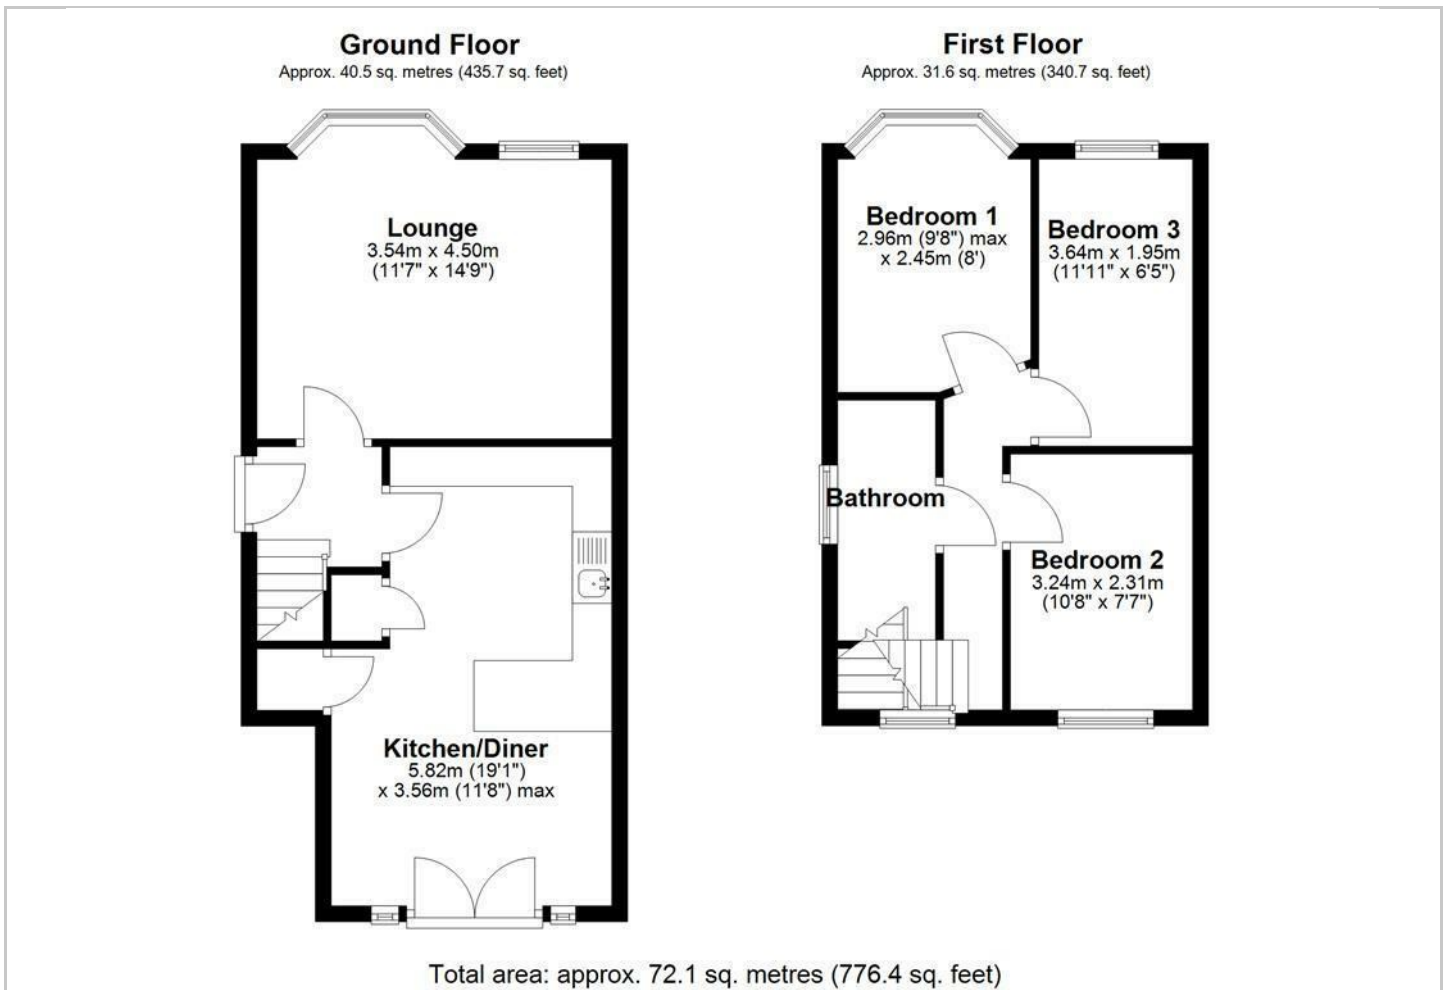 Ground Floor
Approx. 40.5 sq. metres (435.7 sq. feet)
Lounge
3.54m x 4.50m
(11'7" x 14'9")
Kitchen/Diner
5.82m (19'1")
x 3.56m (11'8") max
First Floor
Approx. 31.6 sq. metres (340.7 sq. feet)
Bedroom 1
2.96m (9'8") max
x 2.45m (8')
Bedroom 3
3.64m x 1.95m
(11'11" x 6'5")
Bathroom
Bedroom 2
3.24m x 2.31m
(10'8" x 7'7")
Total area: approx. 72.1 sq. metres (776.4 sq. feet)